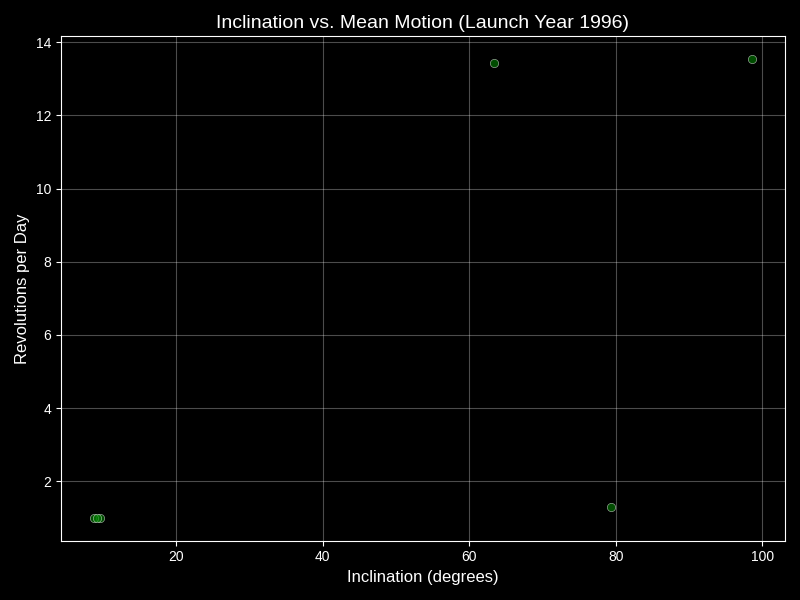 Inclination vs. Mean Motion (Launch Year 1996)
14
12
10
8
6
4
2
Revolutions per Day
20 40 60 80 100
Inclination (degrees)